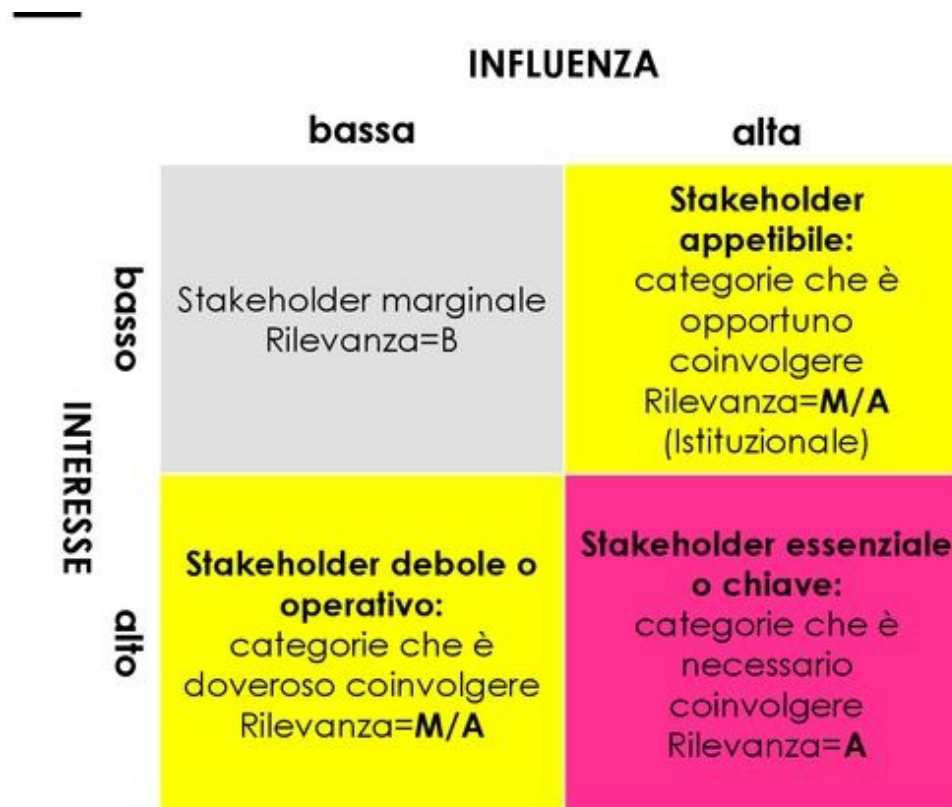 INFLUENZA
bassa
alta
INTERESSE
basso
Stakeholder marginale
Rilevanza=B
Stakeholder
appetibile:
categorie che è
opportuno
coinvolgere
Rilevanza=M/A
(Istituzionale)
alto
Stakeholder debole o
operativo:
categorie che è
doveroso coinvolgere
Rilevanza=M/A
Stakeholder essenziale
o chiave:
categorie che è
necessario
coinvolgere
Rilevanza=A